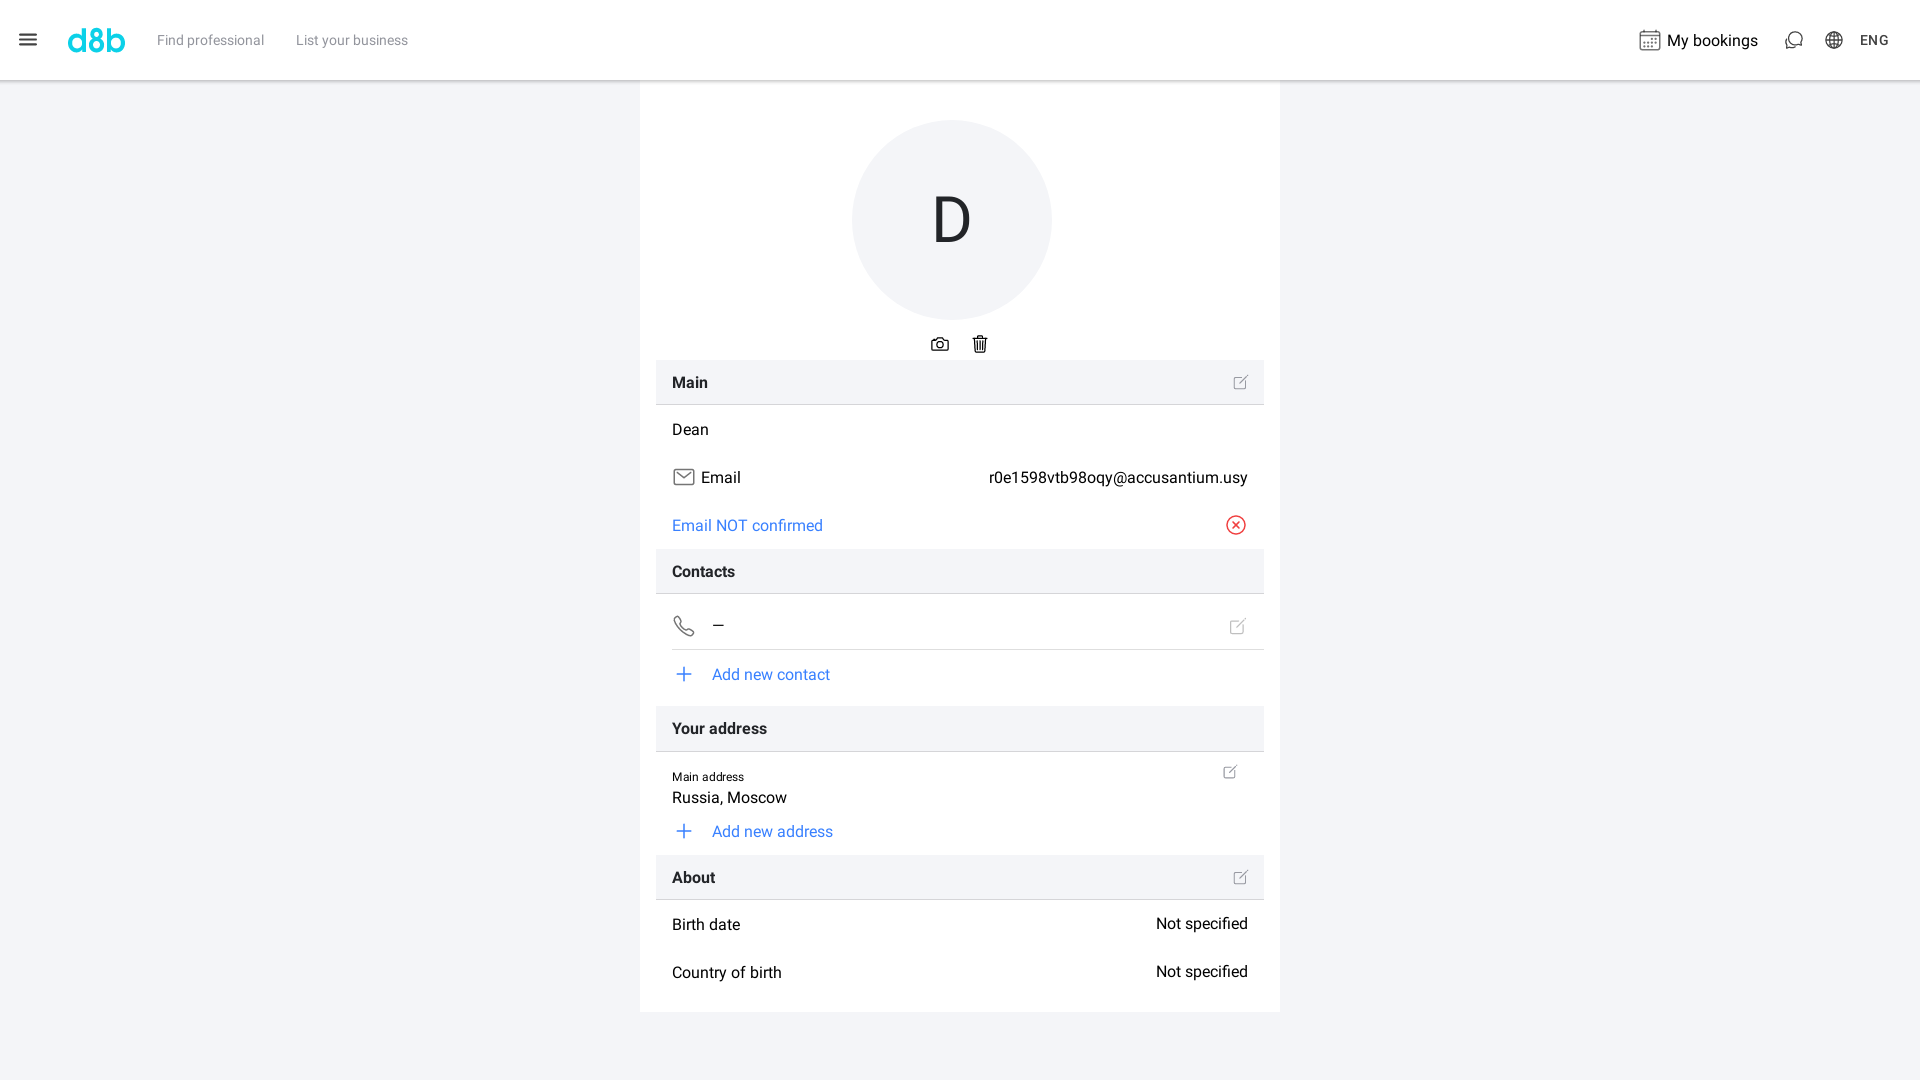 d8b
Find professional
List your business
My bookings
ENG
D
Main
Dean
Email
r0e1598vtb98oqy@accusantium.usy
Email NOT confirmed
Contacts
—
Add new contact
Your address
Main address
Russia, Moscow
Add new address
About
Birth date
Not specified
Country of birth
Not specified